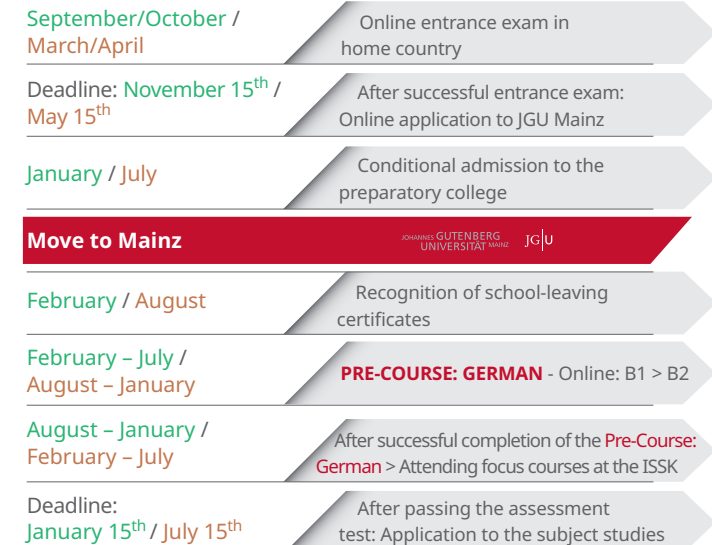 September/October /
March/April
Online entrance exam in
home country
Deadline: November 15th /
May 15th
After successful entrance exam:
Online application to JGU Mainz
January / July
Conditional admission to the
preparatory college
Move to Mainz
JOHANNES GUTENBERG
UNIVERSITÄT MAINZ
JG|U
February / August
Recognition of school-leaving
certificates
February – July /
August – January
PRE-COURSE: GERMAN - Online: B1 > B2
August – January /
February – July
After successful completion of the Pre-Course:
German > Attending focus courses at the ISSK
Deadline:
January 15th / July 15th
After passing the assessment
test: Application to the subject studies